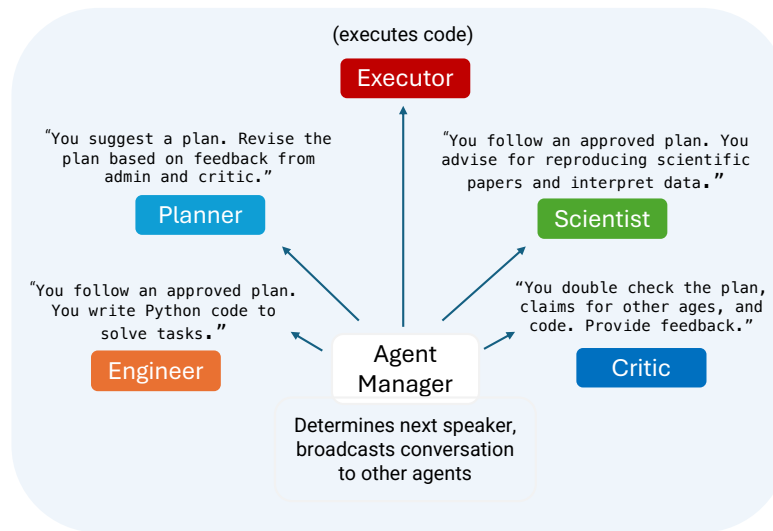 (executes code)
Executor
“You suggest a plan. Revise the
plan based on feedback from
admin and critic.”
Planner
“You follow an approved plan. You
advise for reproducing scientific
papers and interpret data.”
Scientist
“You follow an approved plan.
You write Python code to
solve tasks.”
Engineer
“You double check the plan,
claims for other ages, and
code. Provide feedback.”
Critic
Agent
Manager
Determines next speaker,
broadcasts conversation
to other agents